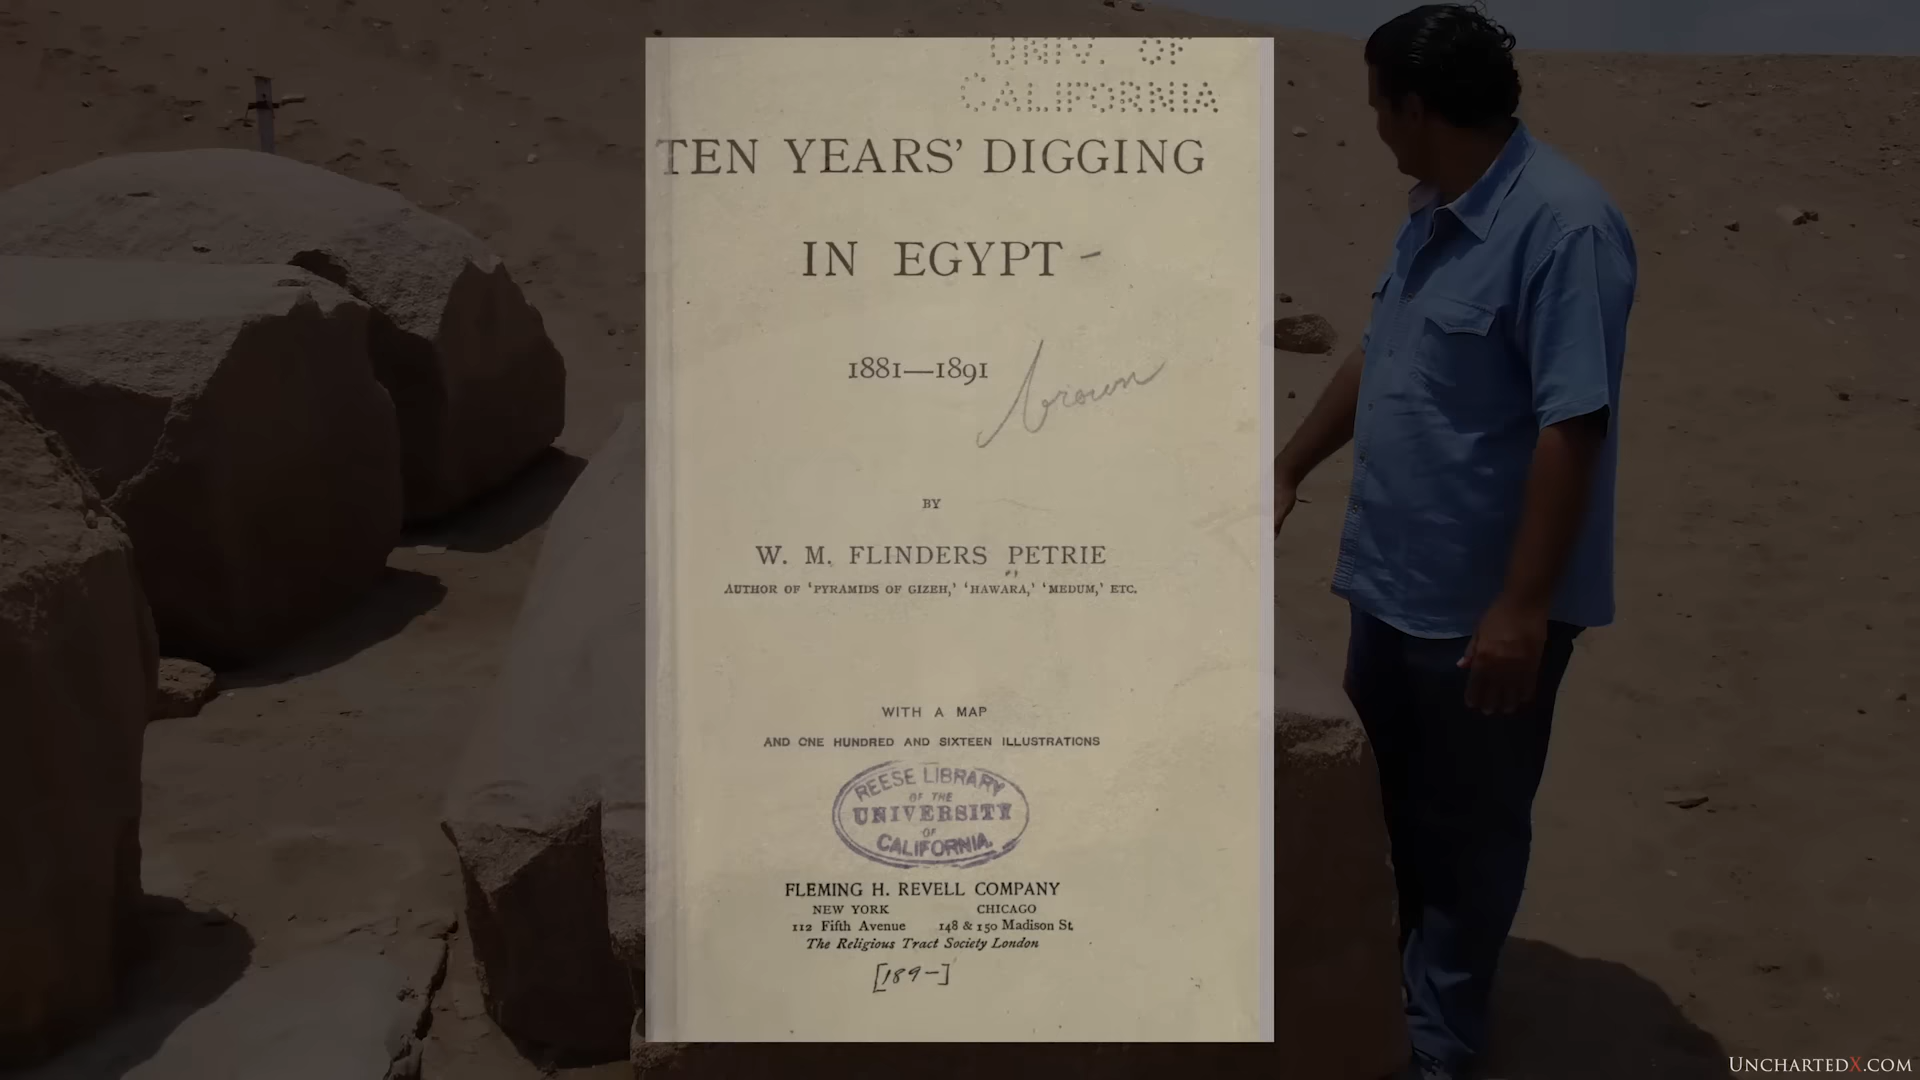 UNIV. OF
CALIFORNIA
TEN YEARS’ DIGGING
IN EGYPT -
1881—1891
brown
BY
W. M. FLINDERS PETRIE
AUTHOR OF ‘PYRAMIDS OF GIZEH,’ ‘HAWARA,’ ‘MEDUM,’ ETC.
WITH A MAP
AND ONE HUNDRED AND SIXTEEN ILLUSTRATIONS
REESE LIBRARY
OF THE
UNIVERSITY
OF
CALIFORNIA.
FLEMING H. REVELL COMPANY
NEW YORK CHICAGO
112 Fifth Avenue 148 & 150 Madison St.
The Religious Tract Society London
[189-]
UNCHARTEDX.COM